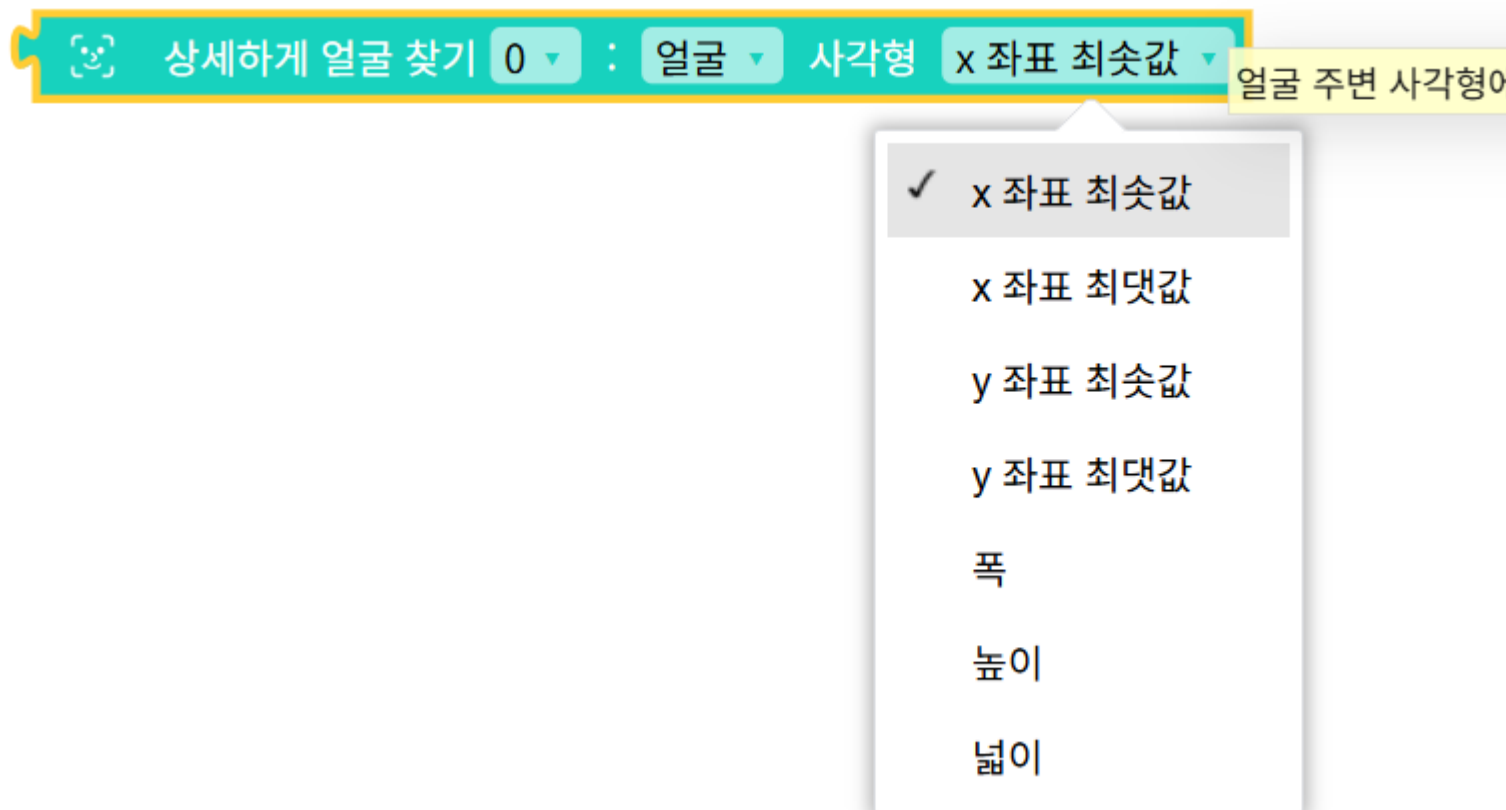 상세하게 얼굴 찾기 0 : 얼굴 사각형 x 좌표 최솟값
얼굴 주변 사각형에
x 좌표 최솟값
x 좌표 최댓값
y 좌표 최솟값
y 좌표 최댓값
폭
높이
넓이